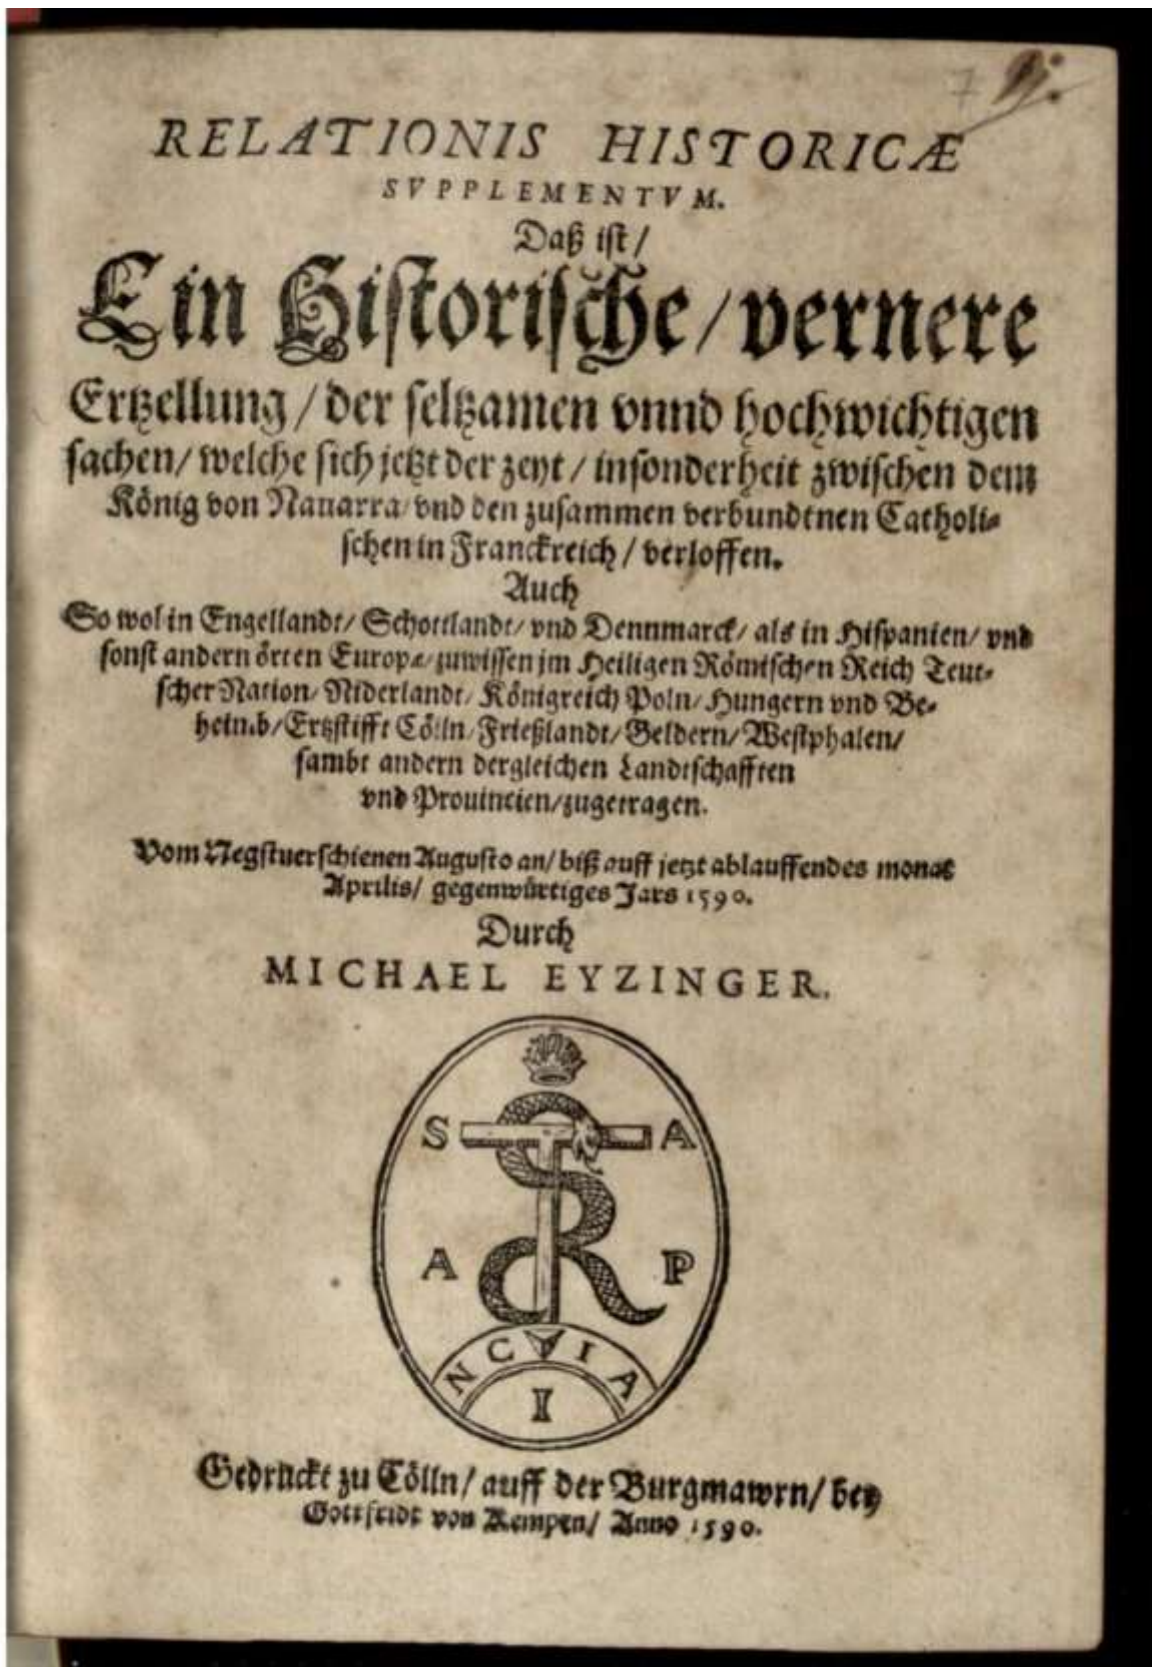 7
RELATIONIS HISTORICÆ
SVPPLEMENTVM.
Daß ist/
Ein Historische/vernere
Ertzellung/der seltzamen vnnd hochwichtigen
sachen/welche sich jetzt der zeyt/insonderheit zwischen dem
König von Nauarra/vnd den zusammen verbundtnen Catholi-
schen in Franckreich/verloffen.
Auch
So wol in Engellandt/Schottlandt/vnd Dennmarck/als in Hispanien/vnd
sonst andern örten Europæ/zuwissen jm Heiligen Römischen Reich Teut-
scher Nation/Niderlandt/Königreich Poln/Hungern vnd Be-
heimb/Ertzstifft Cölln/Frießlandt/Geldern/Westphalen/
sambt andern dergleichen Landtschafften
vnd Prouincien/zugetragen.
Vom Negstuerschienen Augusto an/biß auff jetzt ablauffendes monat
Aprilis/gegenwürtiges Jars 1590.
Durch
MICHAEL EYZINGER.
S A
A P
N C V I A
I
Gedruckt zu Cölln/auff der Burgmawrn/bey
Gottfridt von Kempen/Anno 1590.